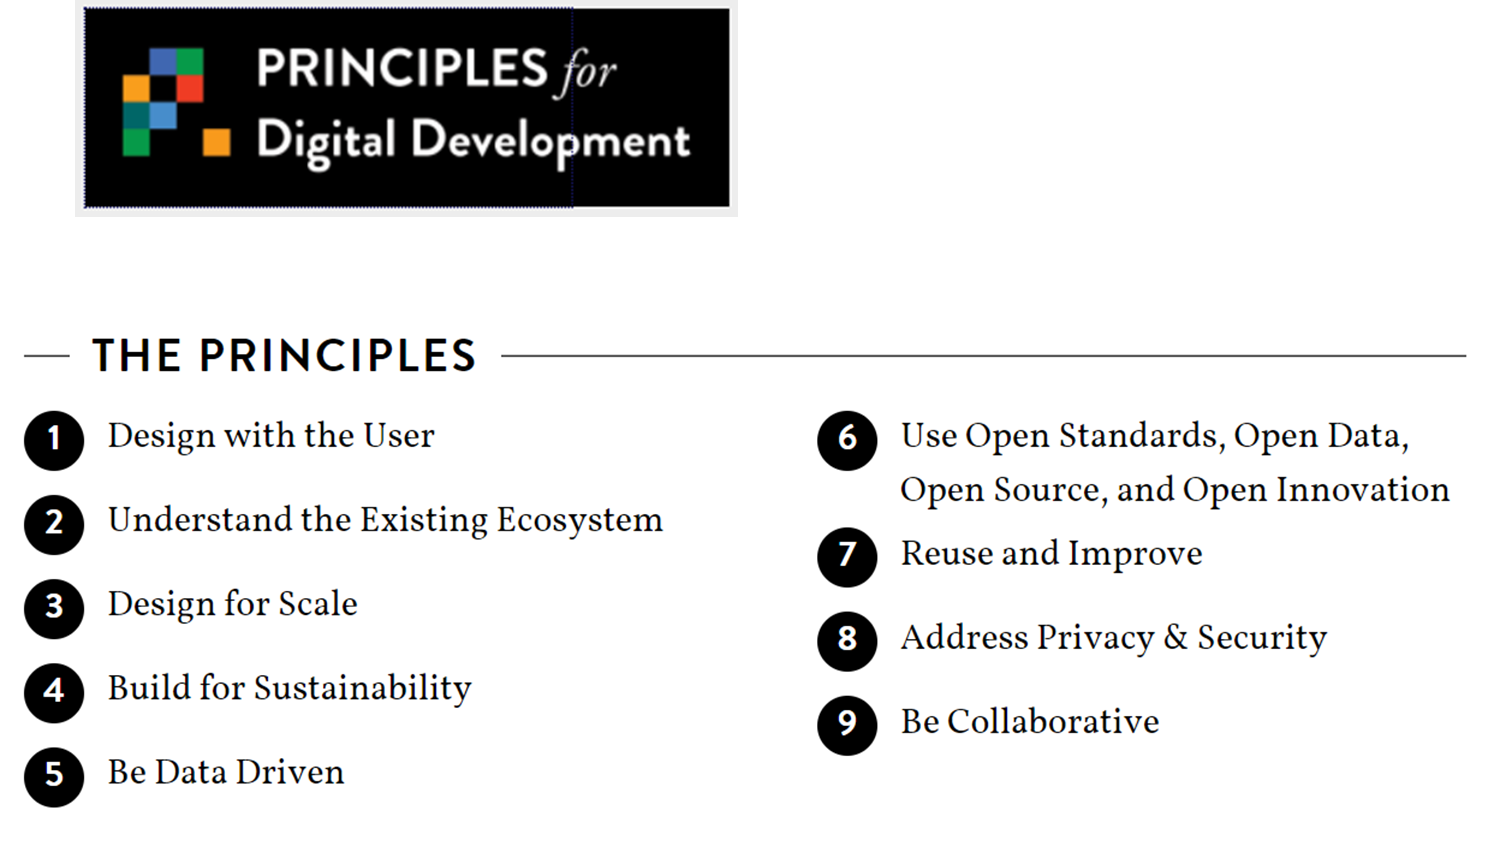 PRINCIPLES for
Digital Development
THE PRINCIPLES
1 Design with the User
2 Understand the Existing Ecosystem
3 Design for Scale
4 Build for Sustainability
5 Be Data Driven
6 Use Open Standards, Open Data,
Open Source, and Open Innovation
7 Reuse and Improve
8 Address Privacy & Security
9 Be Collaborative